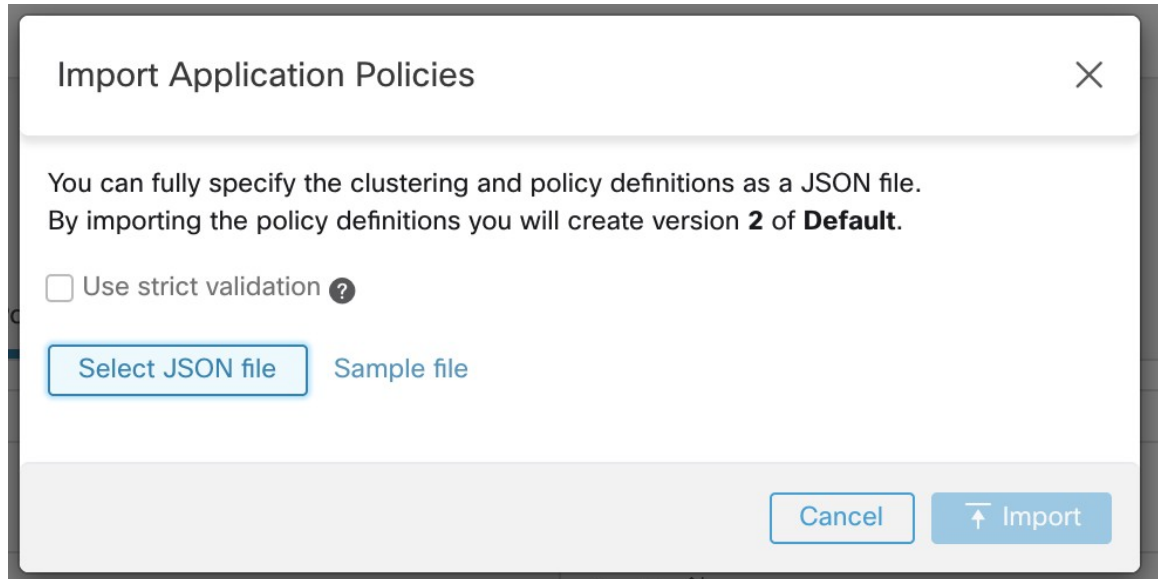 Import Application Policies
You can fully specify the clustering and policy definitions as a JSON file.
By importing the policy definitions you will create version 2 of Default.
Use strict validation ?
Select JSON file Sample file
Cancel Import